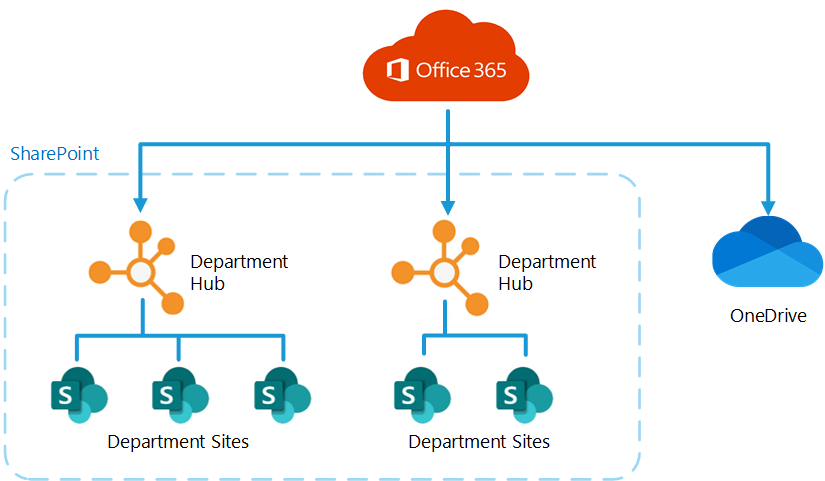 Office 365
SharePoint
Department
Hub
Department
Hub
OneDrive
S
S
S
S
S
Department Sites
Department Sites